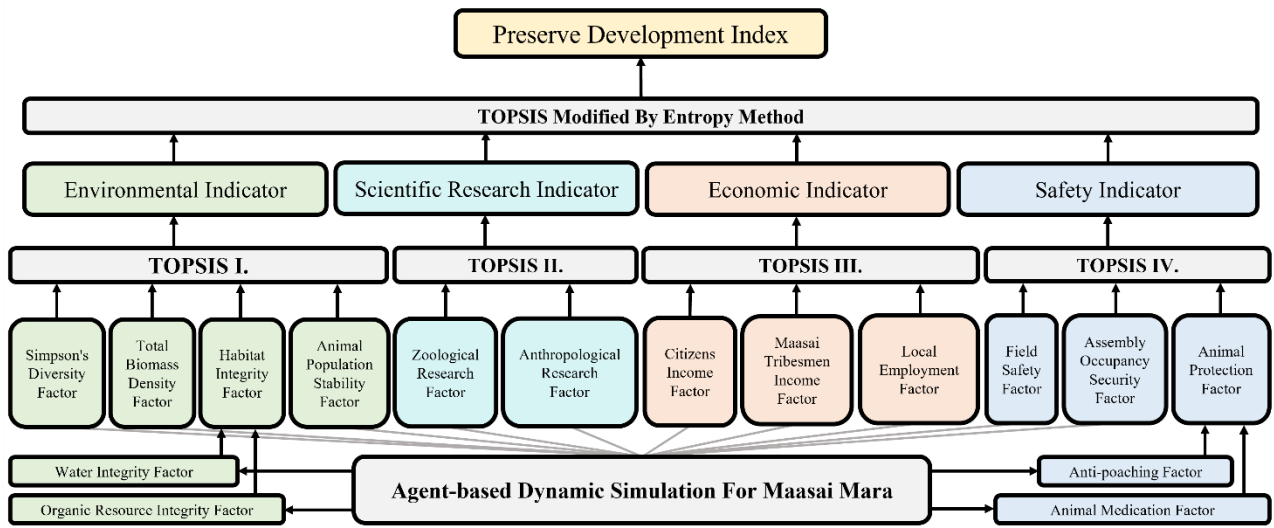 Preserve Development Index
TOPSIS Modified By Entropy Method
Environmental Indicator
Scientific Research Indicator
Economic Indicator
Safety Indicator
TOPSIS I.
TOPSIS II.
TOPSIS III.
TOPSIS IV.
Simpson's
Diversity
Factor
Total
Biomass
Density
Factor
Habitat
Integrity
Factor
Animal
Population
Stability
Factor
Zoological
Research
Factor
Anthropological
Research
Factor
Citizens
Income
Factor
Maasai
Tribesmen
Income
Factor
Local
Employment
Factor
Field
Safety
Factor
Assembly
Occupancy
Security
Factor
Animal
Protection
Factor
Water Integrity Factor
Organic Resource Integrity Factor
Agent-based Dynamic Simulation For Maasai Mara
Anti-poaching Factor
Animal Medication Factor